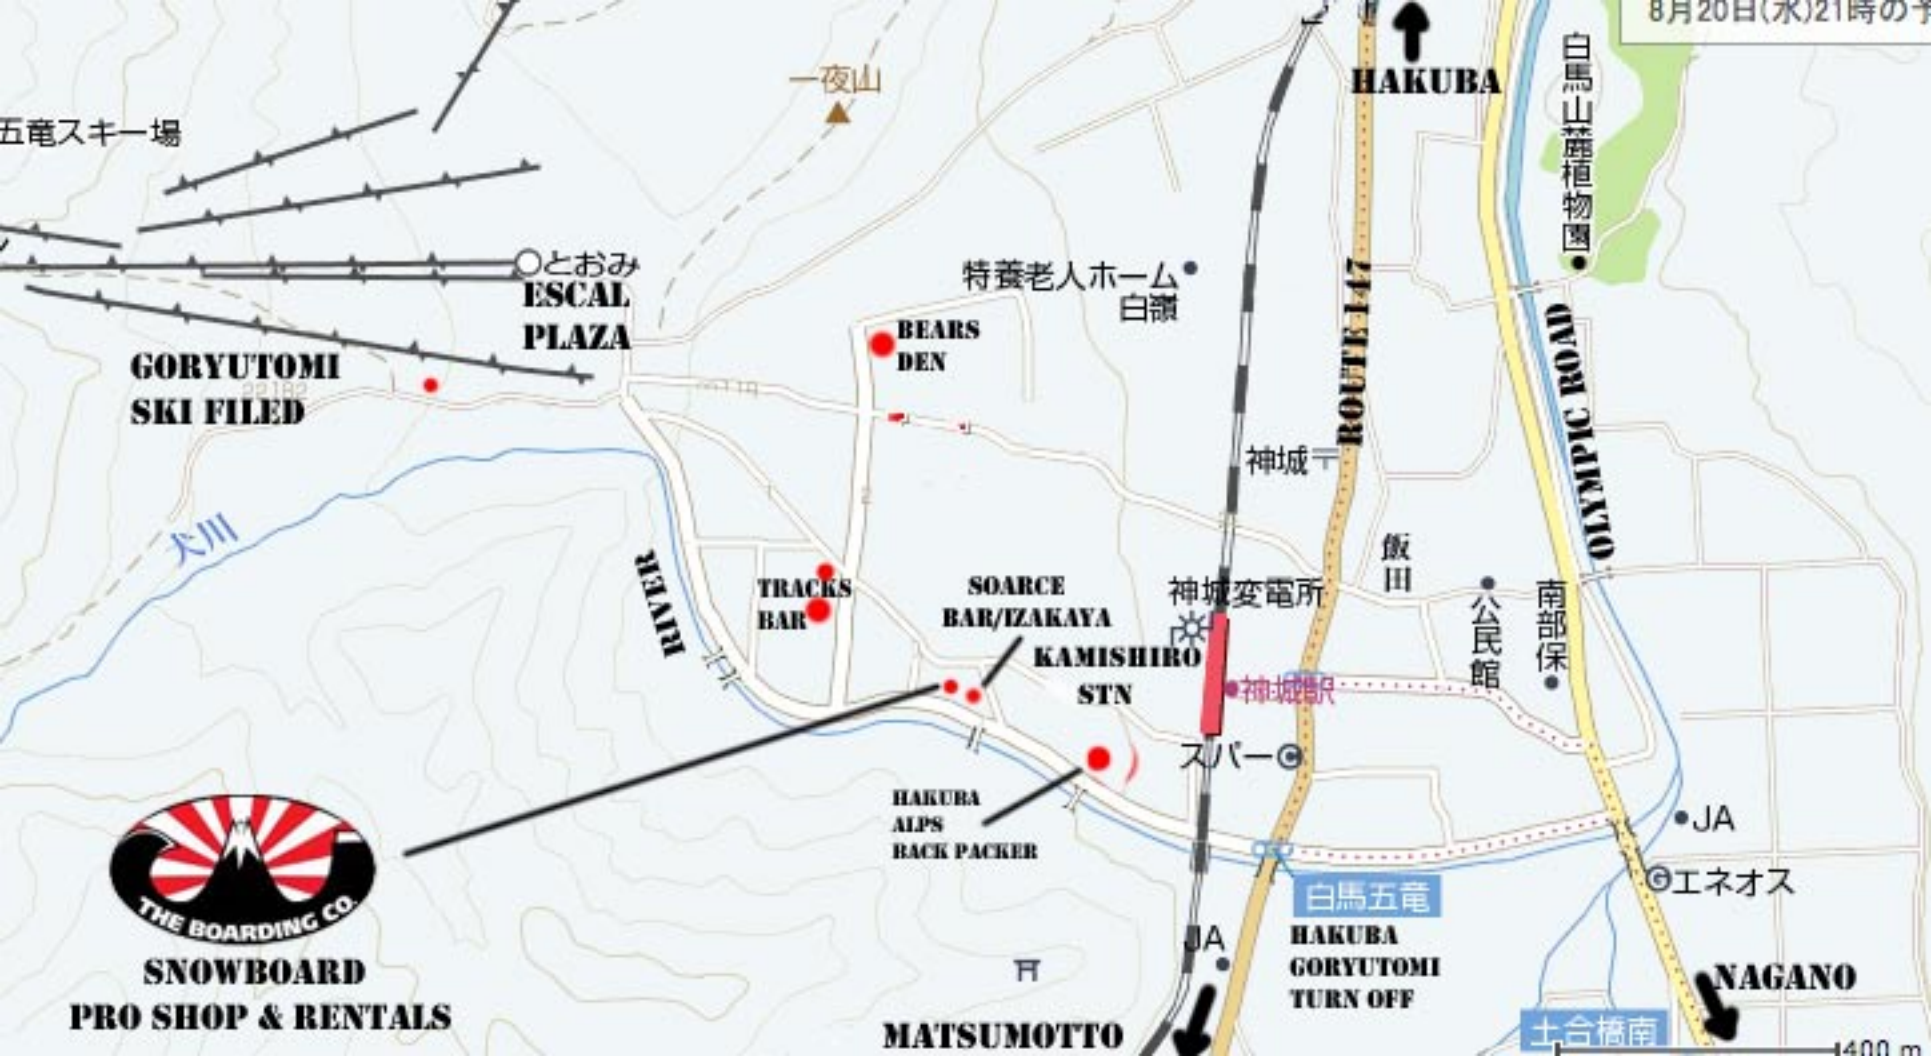 8月20日(水)21時の予
HAKUBA
白馬山麓植物園
一夜山
五竜スキー場
とおみ
ESCAL
PLAZA
特養老人ホーム
白嶺
BEARS
DEN
GORYUTOMI
SKI FILED
ROUTE 147
OLYMPIC ROAD
神城
犬川
RIVER
飯田
TRACKS
BAR
SOARCE
BAR/IZAKAYA
神城変電所
公民館
南部保
KAMISHIRO
STN
神城駅
スパー
HAKUBA
ALPS
BACK PACKER
JA
エネオス
THE BOARDING CO.
SNOWBOARD
PRO SHOP & RENTALS
白馬五竜
HAKUBA
GORYUTOMI
TURN OFF
JA
NAGANO
MATSUMOTTO
土合橋南
400 m